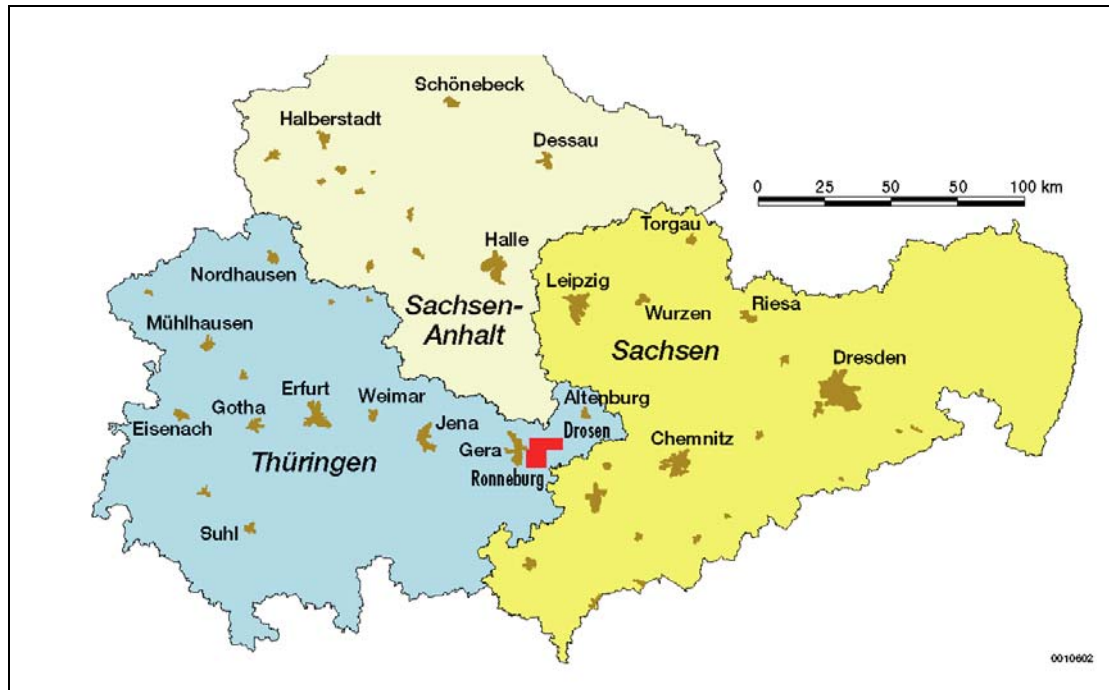 Schönebeck
Halberstadt
Dessau
0 25 50 50 100 km
Torgau
Halle
Nordhausen
Leipzig
Wurzen
Riesa
Sachsen-
Anhalt
Mühlhausen
Sachsen
Dresden
Erfurt
Weimar
Altenburg
Gotha
Eisenach
Jena
Drosen
Chemnitz
Gera
Thüringen
Ronneburg
Suhl
0010602